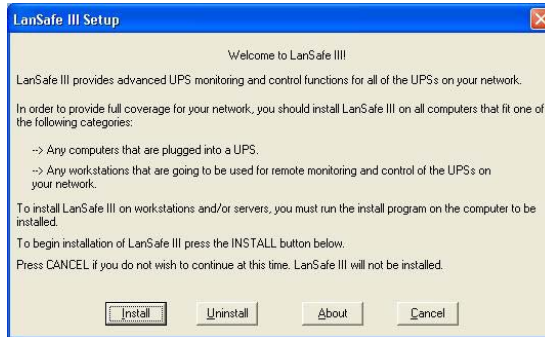 LanSafe III Setup
Welcome to LanSafe III!
LanSafe III provides advanced UPS monitoring and control functions for all of the UPSs on your network.
In order to provide full coverage for your network, you should install LanSafe III on all computers that fit one of
the following categories:
--> Any computers that are plugged into a UPS.
--> Any workstations that are going to be used for remote monitoring and control of the UPSs on
your network.
To install LanSafe III on workstations and/or servers, you must run the install program on the computer to be
installed.
To begin installation of LanSafe III press the INSTALL button below.
Press CANCEL if you do not wish to continue at this time. LanSafe III will not be installed.
Install Uninstall About Cancel